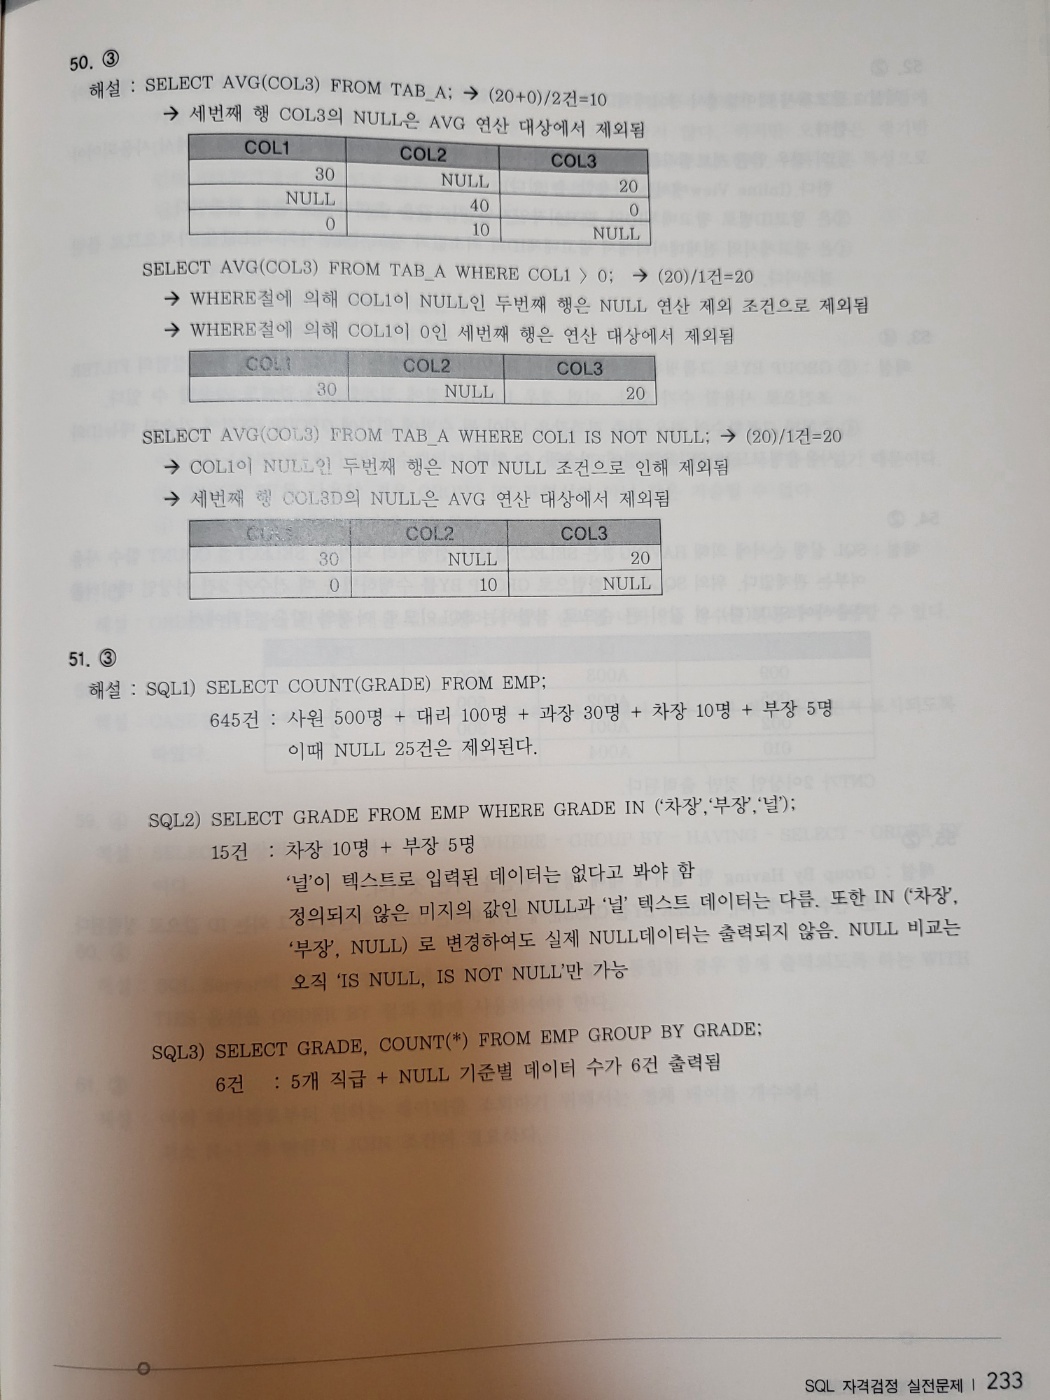 50. ③
해설 : SELECT AVG(COL3) FROM TAB_A; → (20+0)/2건=10
→ 세번째 행 COL3의 NULL은 AVG 연산 대상에서 제외됨
COL1 COL2 COL3
30 NULL 20
NULL 40 0
0 10 NULL
SELECT AVG(COL3) FROM TAB_A WHERE COL1 > 0; → (20)/1건=20
→ WHERE절에 의해 COL1이 NULL인 두번째 행은 NULL 연산 제외 조건으로 제외됨
→ WHERE절에 의해 COL1이 0인 세번째 행은 연산 대상에서 제외됨
COL1 COL2 COL3
30 NULL 20
SELECT AVG(COL3) FROM TAB_A WHERE COL1 IS NOT NULL; → (20)/1건=20
→ COL1이 NULL인 두번째 행은 NOT NULL 조건으로 인해 제외됨
→ 세번째 행 COL3D의 NULL은 AVG 연산 대상에서 제외됨
COL2 COL3
30 NULL 20
0 10 NULL
51. ③
해설 : SQL1) SELECT COUNT(GRADE) FROM EMP;
645건 : 사원 500명 + 대리 100명 + 과장 30명 + 차장 10명 + 부장 5명
이때 NULL 25건은 제외된다.
SQL2) SELECT GRADE FROM EMP WHERE GRADE IN (‘차장’,‘부장’,‘널’);
15건 : 차장 10명 + 부장 5명
‘널’이 텍스트로 입력된 데이터는 없다고 봐야 함
정의되지 않은 미지의 값인 NULL과 ‘널’ 텍스트 데이터는 다름. 또한 IN (‘차장’,
‘부장’, NULL) 로 변경하여도 실제 NULL데이터는 출력되지 않음. NULL 비교는
오직 ‘IS NULL, IS NOT NULL’만 가능
SQL3) SELECT GRADE, COUNT(*) FROM EMP GROUP BY GRADE;
6건 : 5개 직급 + NULL 기준별 데이터 수가 6건 출력됨
SQL 자격검정 실전문제 | 233